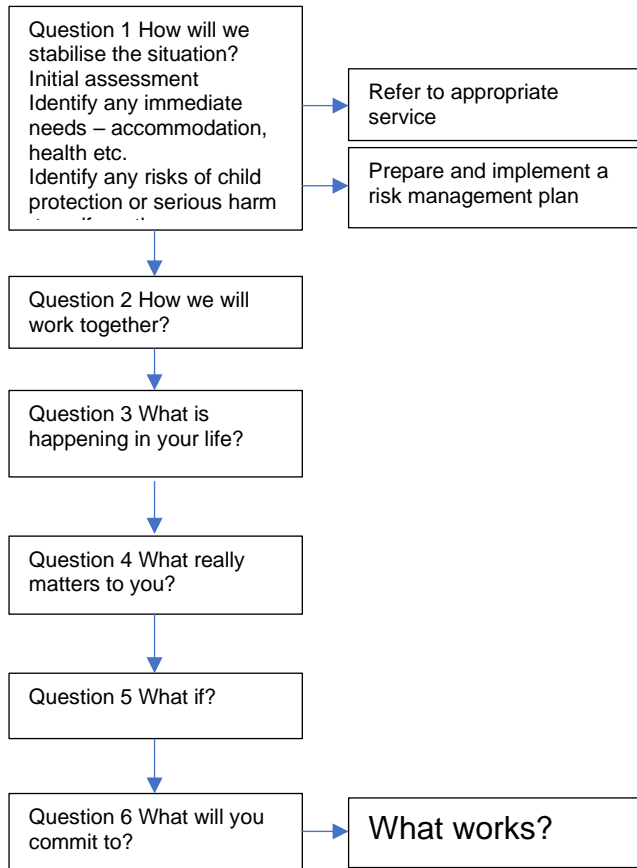 Question 1 How will we
stabilise the situation?
Initial assessment
Identify any immediate
needs – accommodation,
health etc.
Identify any risks of child
protection or serious harm
Refer to appropriate
service
Prepare and implement a
risk management plan
Question 2 How we will
work together?
Question 3 What is
happening in your life?
Question 4 What really
matters to you?
Question 5 What if?
Question 6 What will you
commit to?
What works?